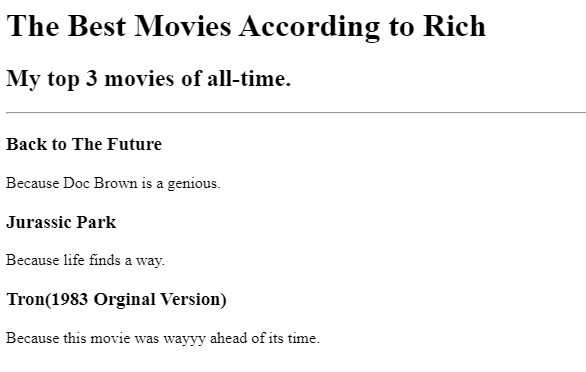 The Best Movies According to Rich
My top 3 movies of all-time.
Back to The Future
Because Doc Brown is a genious.
Jurassic Park
Because life finds a way.
Tron(1983 Orginal Version)
Because this movie was wayyy ahead of its time.